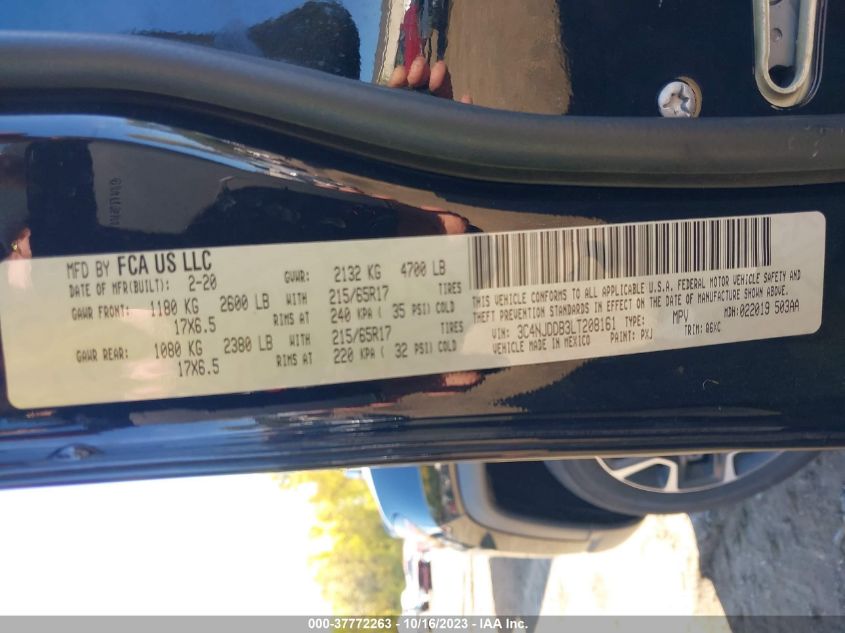 MFD BY FCA US LLC
DATE OF MFR(BUILT): 2-20 GVWR: 2132 KG 4700 LB
GAWR FRONT: 1180 KG 2600 LB WITH 215/65R17 TIRES
17X6.5 RIMS AT 240 KPA ( 35 PSI) COLD
GAWR REAR: 1080 KG 2380 LB WITH 215/65R17 TIRES
17X6.5 RIMS AT 220 KPA ( 32 PSI) COLD
THIS VEHICLE CONFORMS TO ALL APPLICABLE U.S.A. FEDERAL MOTOR VEHICLE SAFETY AND
THEFT PREVENTION STANDARDS IN EFFECT ON THE DATE OF MANUFACTURE SHOWN ABOVE.
VIN: 3C4NJDDB3LT208161 TYPE: MPV MDH:022019 503AA
VEHICLE MADE IN MEXICO PAINT: PXJ TRIM: A6XC
000-37772263 - 10/16/2023 - IAA Inc.